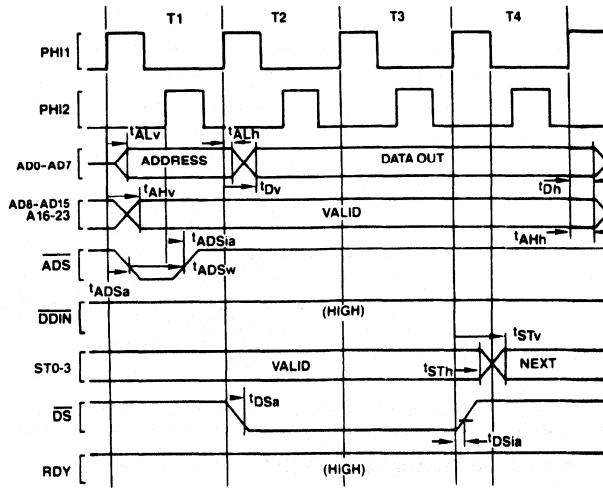 T1 T2 T3 T4
PHI1
PHI2
tALv tALh
AD0–AD7 ADDRESS DATA OUT
tAHv tDv tDh
AD8–AD15
A16-23
VALID
tADSia tAHh
ADS
tADSw
tADSa
DDIN (HIGH)
tSTv
ST0-3 VALID tSTh NEXT
DS tDSa
tDSia
RDY (HIGH)